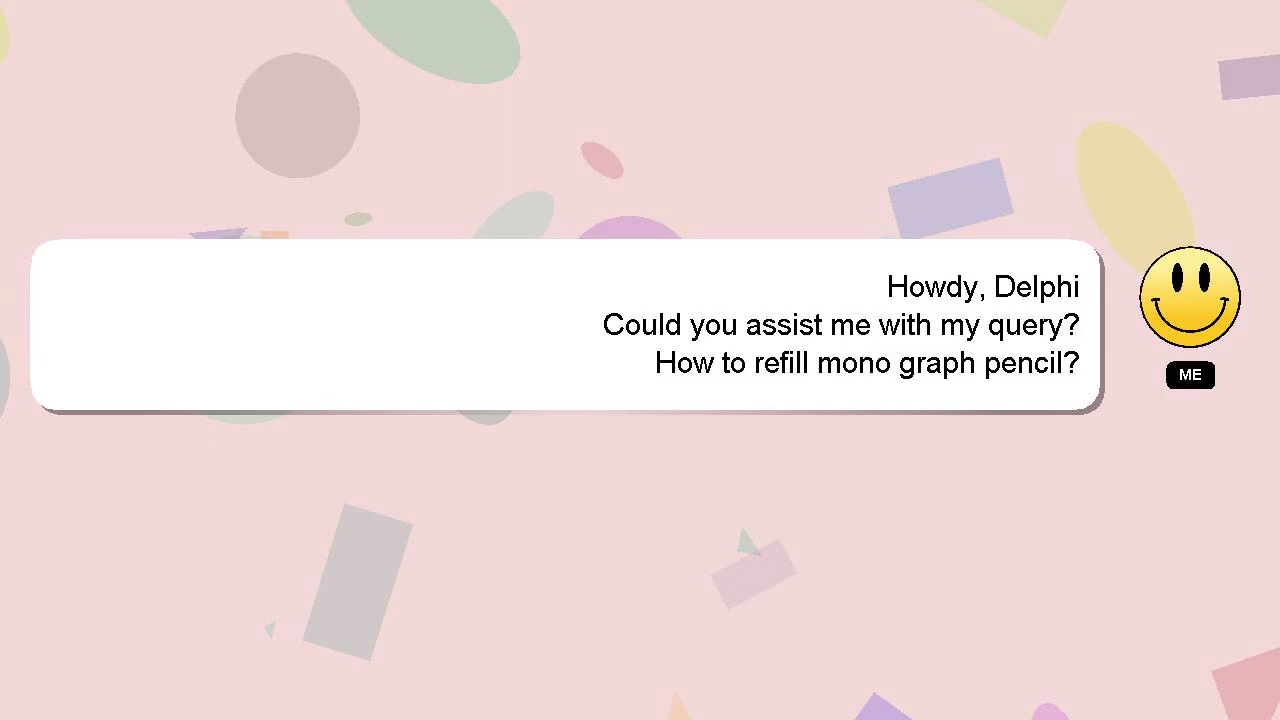 Howdy, Delphi
Could you assist me with my query?
How to refill mono graph pencil?
ME